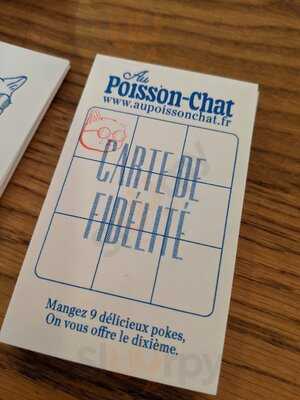 Au
Poisson-Chat
www.aupoissonchat.fr
CARTE DE
FIDÉLITÉ
Mangez 9 délicieux pokes,
On vous offre le dixième.